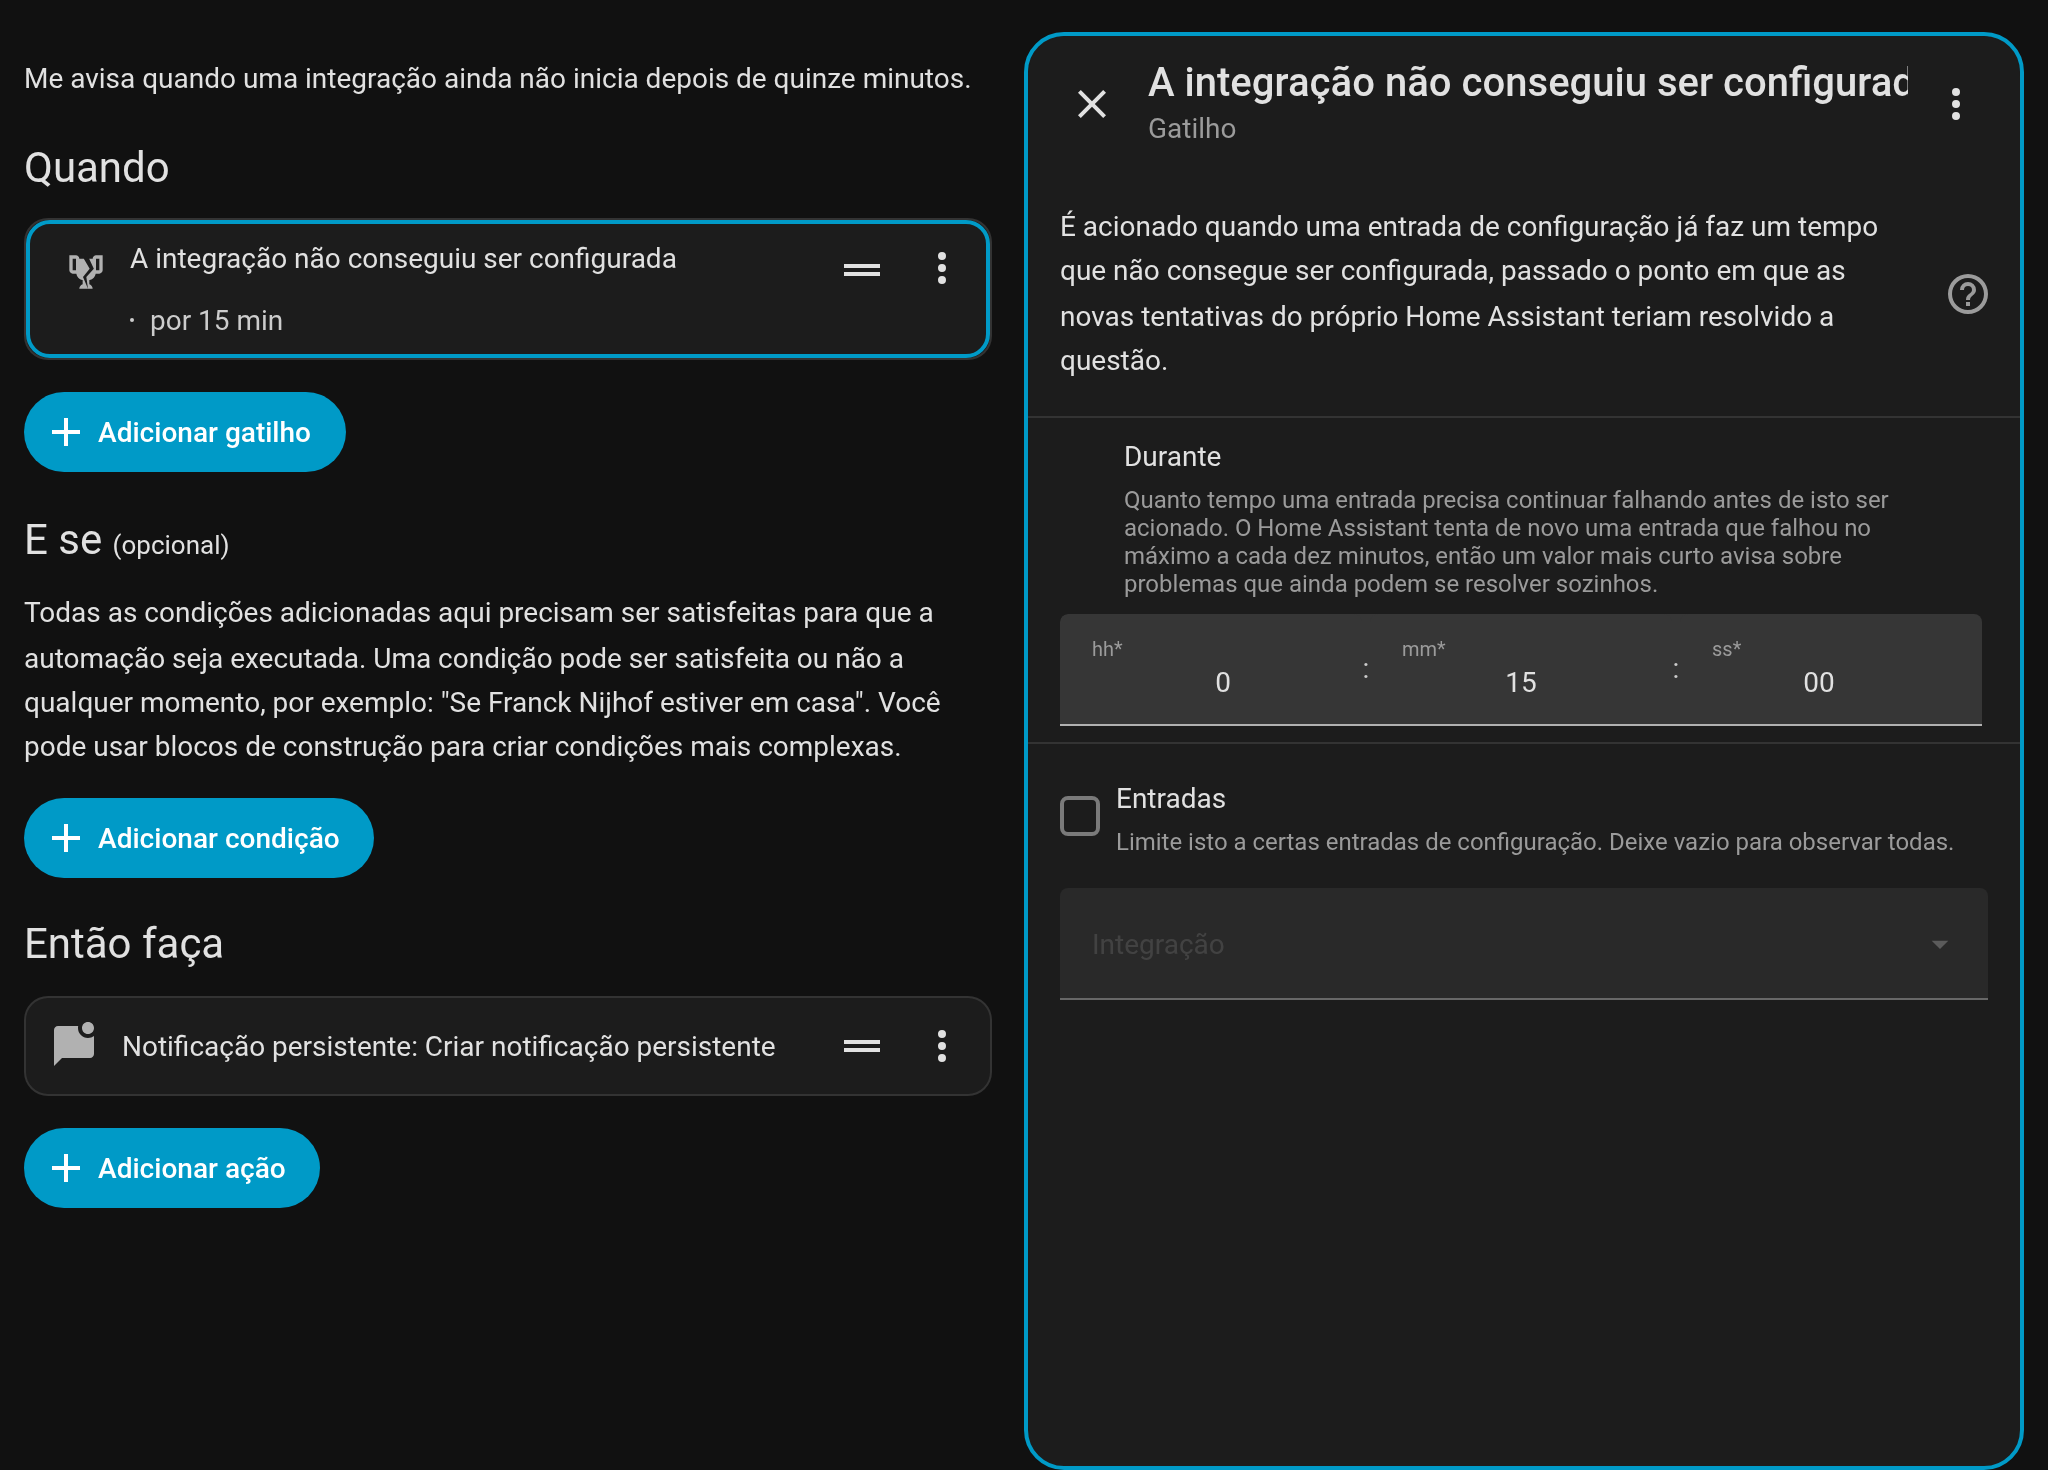 Me avisa quando uma integração ainda não inicia depois de quinze minutos.
Quando
A integração não conseguiu ser configurada
· por 15 min
Adicionar gatilho
E se (opcional)
Todas as condições adicionadas aqui precisam ser satisfeitas para que a
automação seja executada. Uma condição pode ser satisfeita ou não a
qualquer momento, por exemplo: "Se Franck Nijhof estiver em casa". Você
pode usar blocos de construção para criar condições mais complexas.
Adicionar condição
Então faça
Notificação persistente: Criar notificação persistente
Adicionar ação
A integração não conseguiu ser configurad
Gatilho
É acionado quando uma entrada de configuração já faz um tempo
que não consegue ser configurada, passado o ponto em que as
novas tentativas do próprio Home Assistant teriam resolvido a
questão.
Durante
Quanto tempo uma entrada precisa continuar falhando antes de isto ser
acionado. O Home Assistant tenta de novo uma entrada que falhou no
máximo a cada dez minutos, então um valor mais curto avisa sobre
problemas que ainda podem se resolver sozinhos.
hh* mm* ss*
0 : 15 : 00
Entradas
Limite isto a certas entradas de configuração. Deixe vazio para observar todas.
Integração